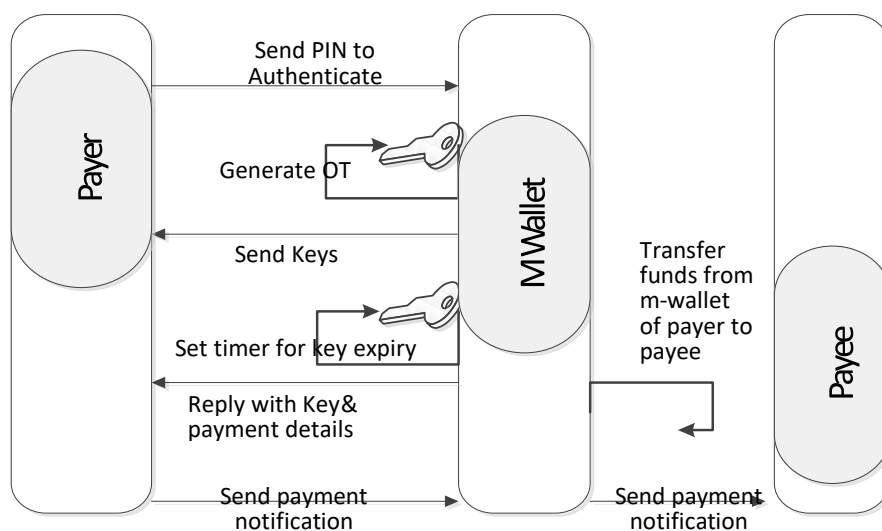 Send PIN to
Authenticate
Payer
Generate OT
M Wallet
Send Keys
Transfer
funds from
m-wallet
of payer to
payee
Set timer for key expiry
Payee
Reply with Key&
payment details
Send payment
notification
Send payment
notification